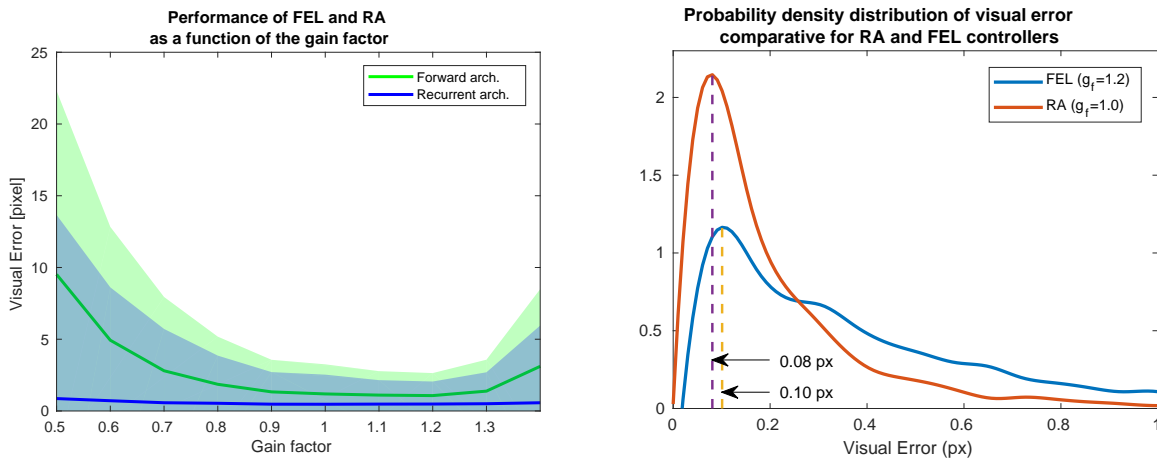 Performance of FEL and RA
as a function of the gain factor
25
20
15
10
5
0
Visual Error [pixel]
Forward arch.
Recurrent arch.
0.5 0.6 0.7 0.8 0.9 1 1.1 1.2 1.3
Gain factor
Probability density distribution of visual error
comparative for RA and FEL controllers
2
1.5
1
0.5
0
FEL (g_f=1.2)
RA (g_f=1.0)
0.08 px
0.10 px
0 0.2 0.4 0.6 0.8 1
Visual Error (px)